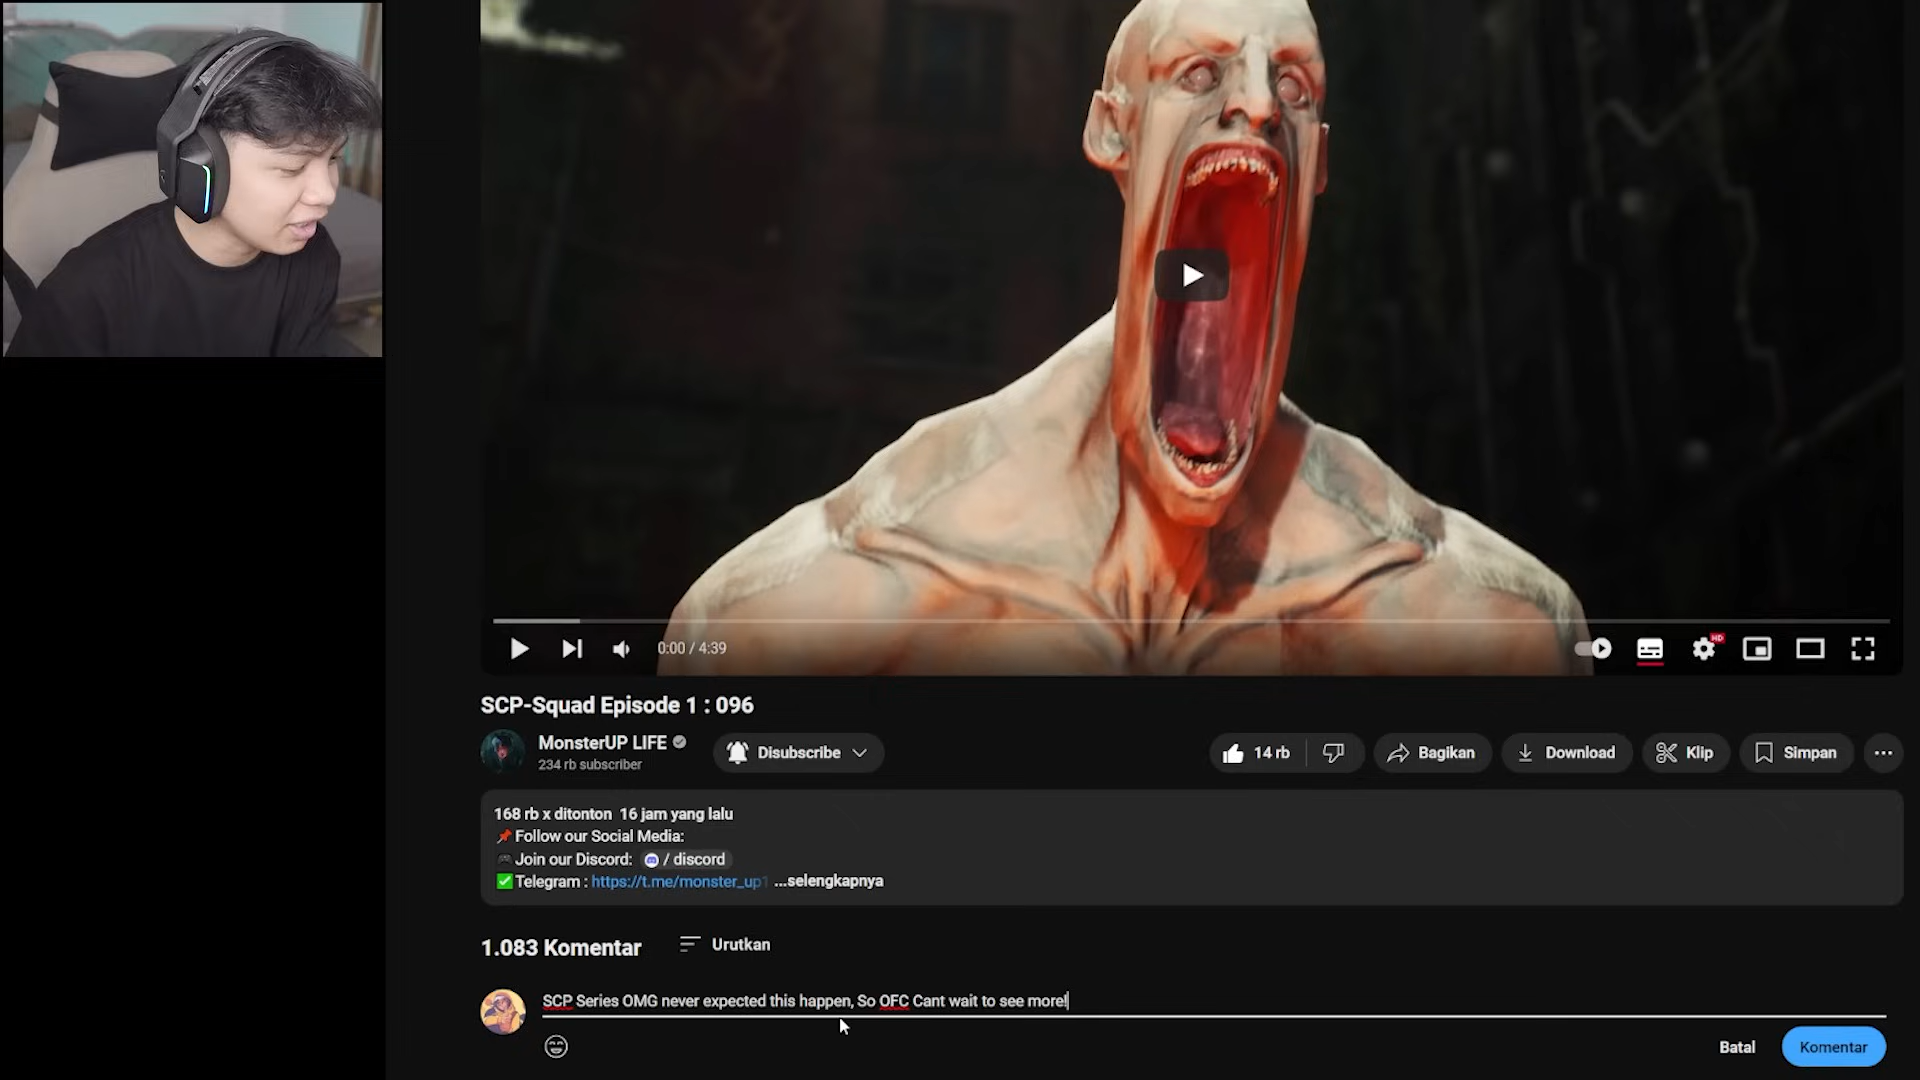 HD
0:00 / 4:39
SCP-Squad Episode 1 : 096
MonsterUP LIFE
234 rb subscriber
Disubscribe
14 rb
Bagikan
Download
Klip
Simpan
168 rb x ditonton 16 jam yang lalu
📌Follow our Social Media:
🎮Join our Discord: / discord
✅Telegram : https://t.me/monster_up1 ...selengkapnya
1.083 Komentar
Urutkan
SCP Series OMG never expected this happen, So OFC Cant wait to see more!
Batal
Komentar